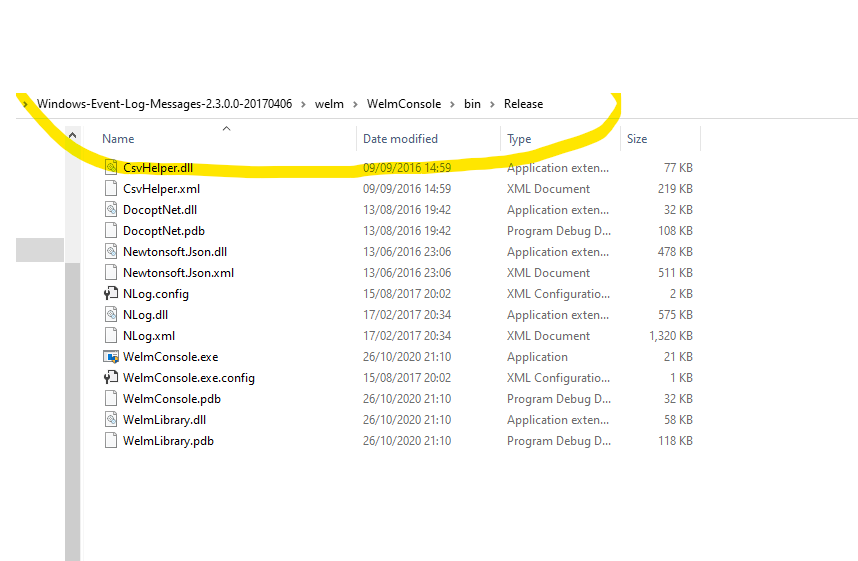 Windows-Event-Log-Messages-2.3.0.0-20170406 > welm > WelmConsole > bin > Release
Name Date modified Type Size
CsvHelper.dll 09/09/2016 14:59 Application exten... 77 KB
CsvHelper.xml 09/09/2016 14:59 XML Document 219 KB
DocoptNet.dll 13/08/2016 19:42 Application exten... 32 KB
DocoptNet.pdb 13/08/2016 19:42 Program Debug D... 108 KB
Newtonsoft.Json.dll 13/06/2016 23:06 Application exten... 478 KB
Newtonsoft.Json.xml 13/06/2016 23:06 XML Document 511 KB
NLog.config 15/08/2017 20:02 XML Configuratio... 2 KB
NLog.dll 17/02/2017 20:34 Application exten... 575 KB
NLog.xml 17/02/2017 20:34 XML Document 1,320 KB
WelmConsole.exe 26/10/2020 21:10 Application 21 KB
WelmConsole.exe.config 15/08/2017 20:02 XML Configuratio... 1 KB
WelmConsole.pdb 26/10/2020 21:10 Program Debug D... 32 KB
WelmLibrary.dll 26/10/2020 21:10 Application exten... 58 KB
WelmLibrary.pdb 26/10/2020 21:10 Program Debug D... 118 KB